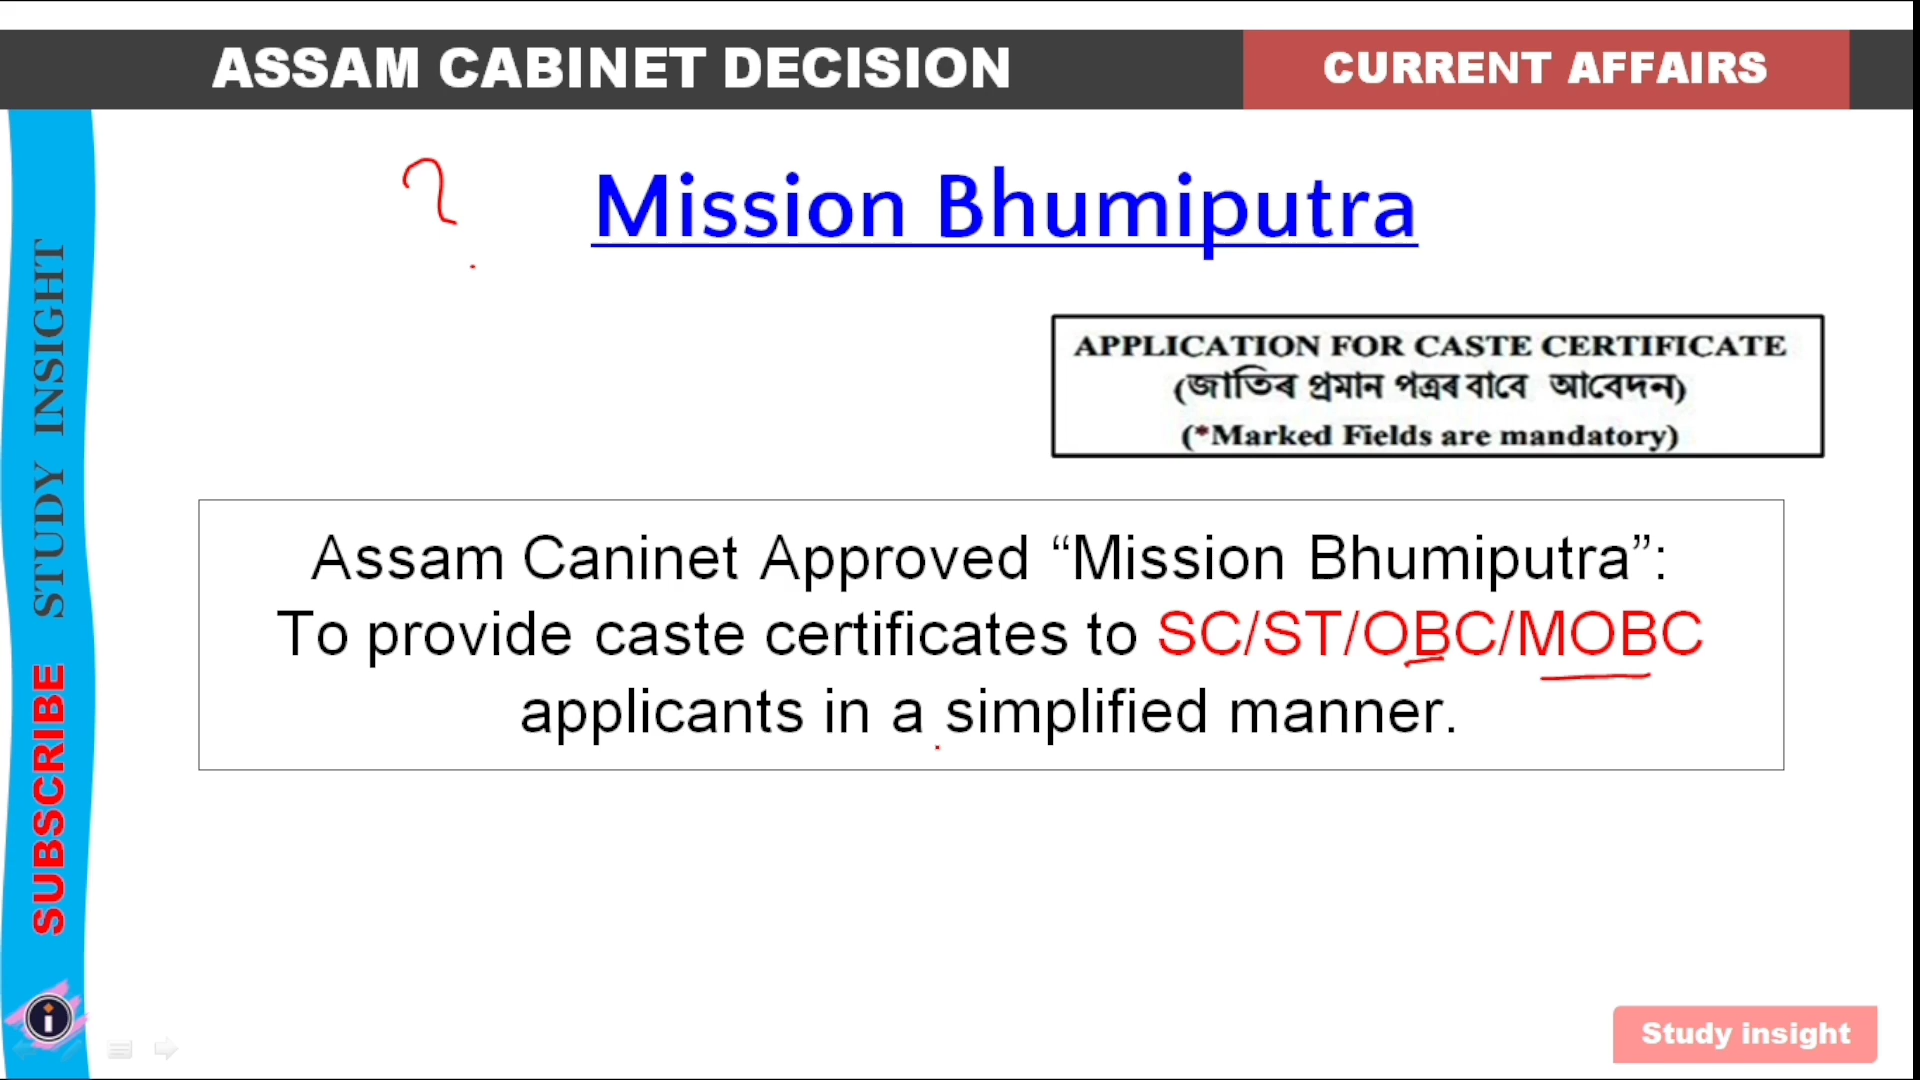 ASSAM CABINET DECISION
CURRENT AFFAIRS
?
Mission Bhumiputra
APPLICATION FOR CASTE CERTIFICATE
(জাতিৰ প্ৰমান পত্ৰৰ বাবে আবেদন)
(*Marked Fields are mandatory)
Assam Caninet Approved “Mission Bhumiputra”:
To provide caste certificates to SC/ST/OBC/MOBC
applicants in a simplified manner.
SUBSCRIBE STUDY INSIGHT
i
Study insight